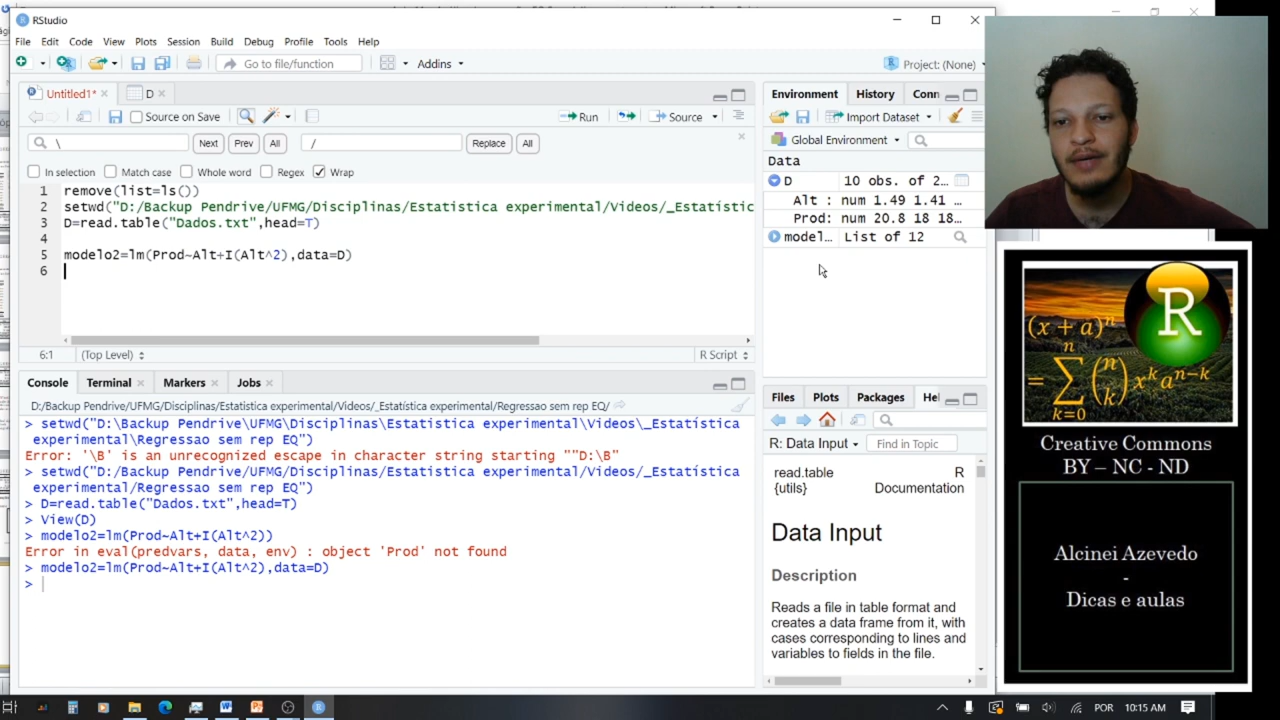 RStudio
File Edit Code View Plots Session Build Debug Profile Tools Help
Go to file/function Addins Project: (None)
Untitled1* D
Source on Save Run Source
\ Next Prev All / Replace All
In selection Match case Whole word Regex Wrap
1 remove(list=ls())
2 setwd("D:/Backup Pendrive/UFMG/Disciplinas/Estatistica experimental/Videos/_Estatístic
3 D=read.table("Dados.txt",head=T)
4
5 modelo2=lm(Prod~Alt+I(Alt^2),data=D)
6
6:1 (Top Level) R Script
Console Terminal Markers Jobs
D:/Backup Pendrive/UFMG/Disciplinas/Estatistica experimental/Videos/_Estatística experimental/Regressao sem rep EQ/
> setwd("D:\Backup Pendrive\UFMG\Disciplinas\Estatistica experimental\Videos\_Estatística
experimental\Regressao sem rep EQ")
Error: '\B' is an unrecognized escape in character string starting ""D:\B"
> setwd("D:/Backup Pendrive/UFMG/Disciplinas/Estatistica experimental/Videos/_Estatística
experimental/Regressao sem rep EQ")
> D=read.table("Dados.txt",head=T)
> View(D)
> modelo2=lm(Prod~Alt+I(Alt^2))
Error in eval(predvars, data, env) : object 'Prod' not found
> modelo2=lm(Prod~Alt+I(Alt^2),data=D)
>
Environment History Conn
Import Dataset
Global Environment
Data
D 10 obs. of 2…
Alt : num 1.49 1.41 …
Prod: num 20.8 18 18…
model… List of 12
Files Plots Packages Hel
R: Data Input Find in Topic
read.table R
{utils} Documentation
Data Input
Description
Reads a file in table format and
creates a data frame from it, with
cases corresponding to lines and
variables to fields in the file.
R
(x + a)^n
= ∑ k=0 n (n k) x^k a^n−k
Creative Commons
BY – NC - ND
Alcinei Azevedo
-
Dicas e aulas
POR 10:15 AM